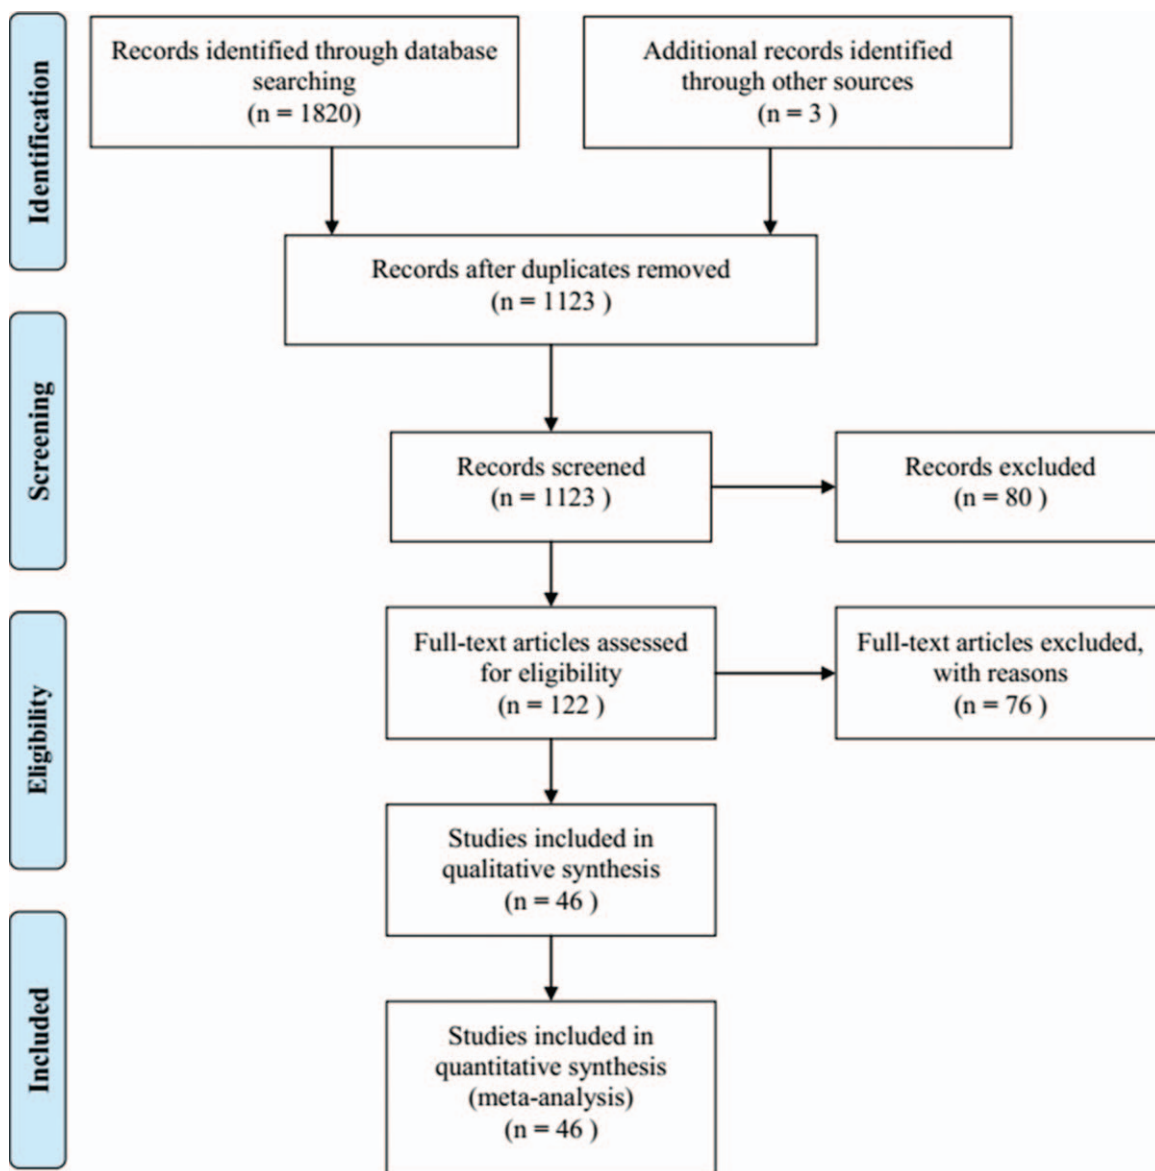 Identification
Records identified through database
searching
(n = 1820)
Additional records identified
through other sources
(n = 3 )
Records after duplicates removed
(n = 1123 )
Screening
Records screened
(n = 1123 )
Records excluded
(n = 80 )
Eligibility
Full-text articles assessed
for eligibility
(n = 122 )
Full-text articles excluded,
with reasons
(n = 76 )
Studies included in
qualitative synthesis
(n = 46 )
Included
Studies included in
quantitative synthesis
(meta-analysis)
(n = 46 )